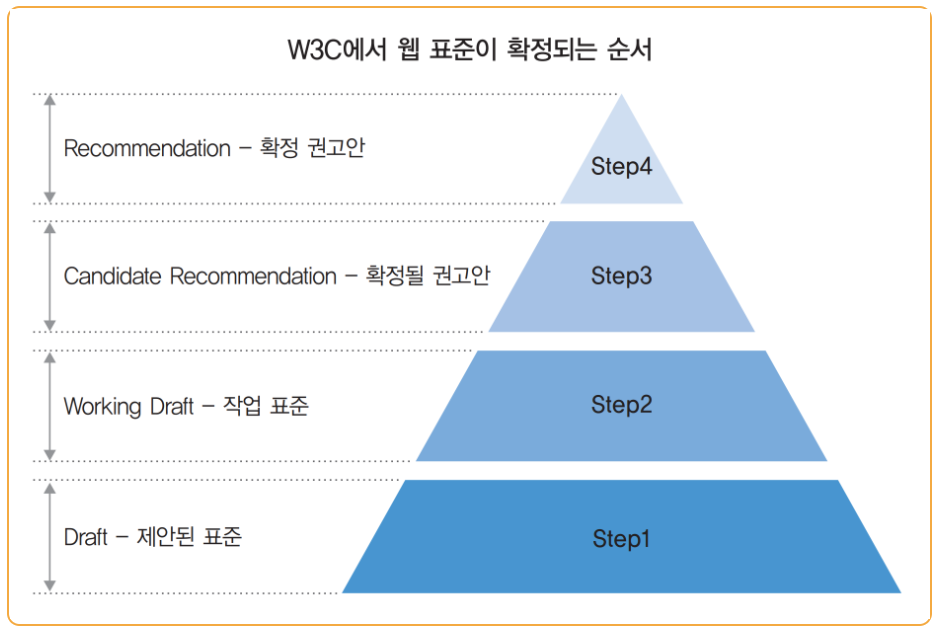 W3C에서 웹 표준이 확정되는 순서
Recommendation – 확정 권고안
Step4
Candidate Recommendation – 확정될 권고안
Step3
Working Draft – 작업 표준
Step2
Draft – 제안된 표준
Step1